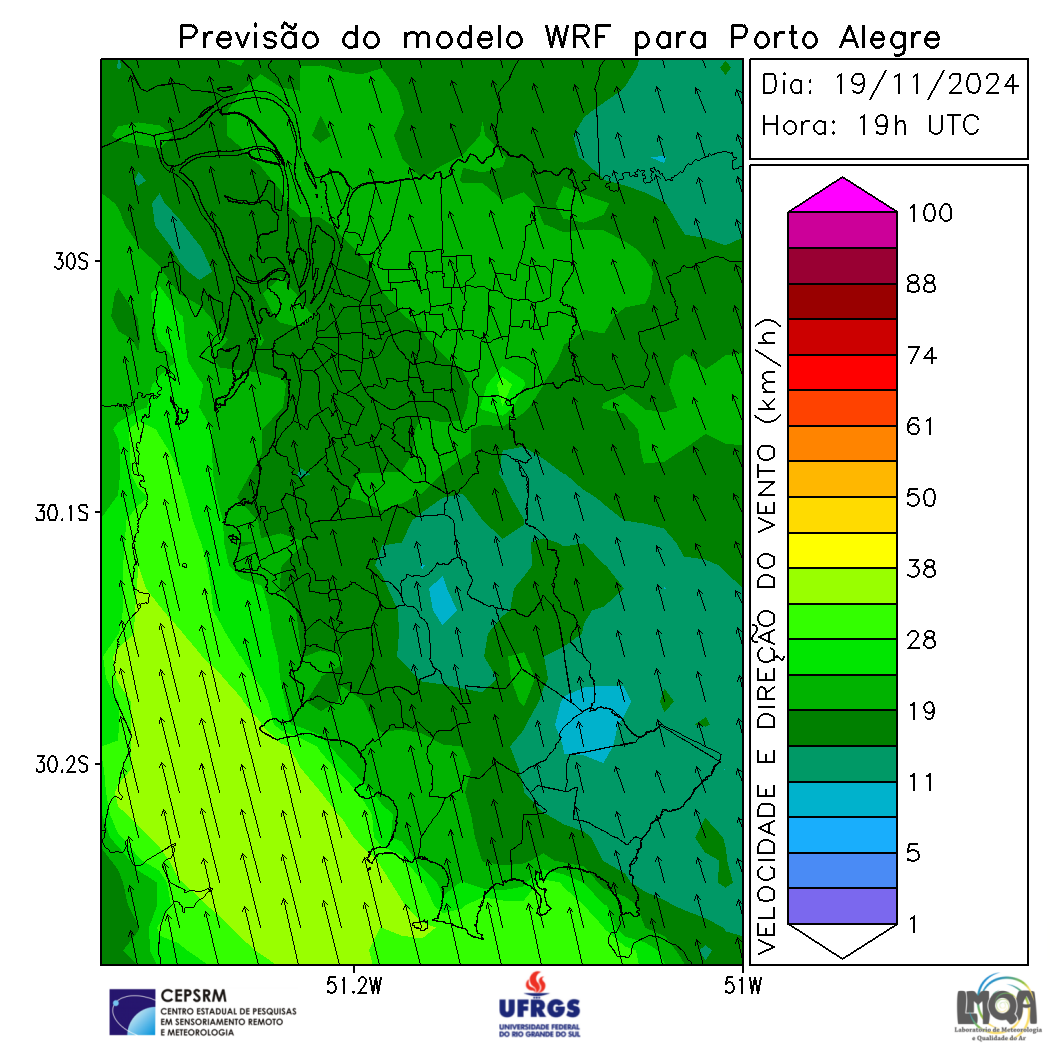 Previsão do modelo WRF para Porto Alegre
Dia: 19/11/2024
Hora: 19h UTC
30S
30.1S
30.2S
51.2W
51W
VELOCIDADE E DIREÇÃO DO VENTO (km/h)
100
88
74
61
50
38
28
19
11
5
1
CEPSRM
CENTRO ESTADUAL DE PESQUISAS
EM SENSORIAMENTO REMOTO
E METEOROLOGIA
UFRGS
UNIVERSIDADE FEDERAL
DO RIO GRANDE DO SUL
LMQA
Laboratório de Meteorologia
e Qualidade do Ar